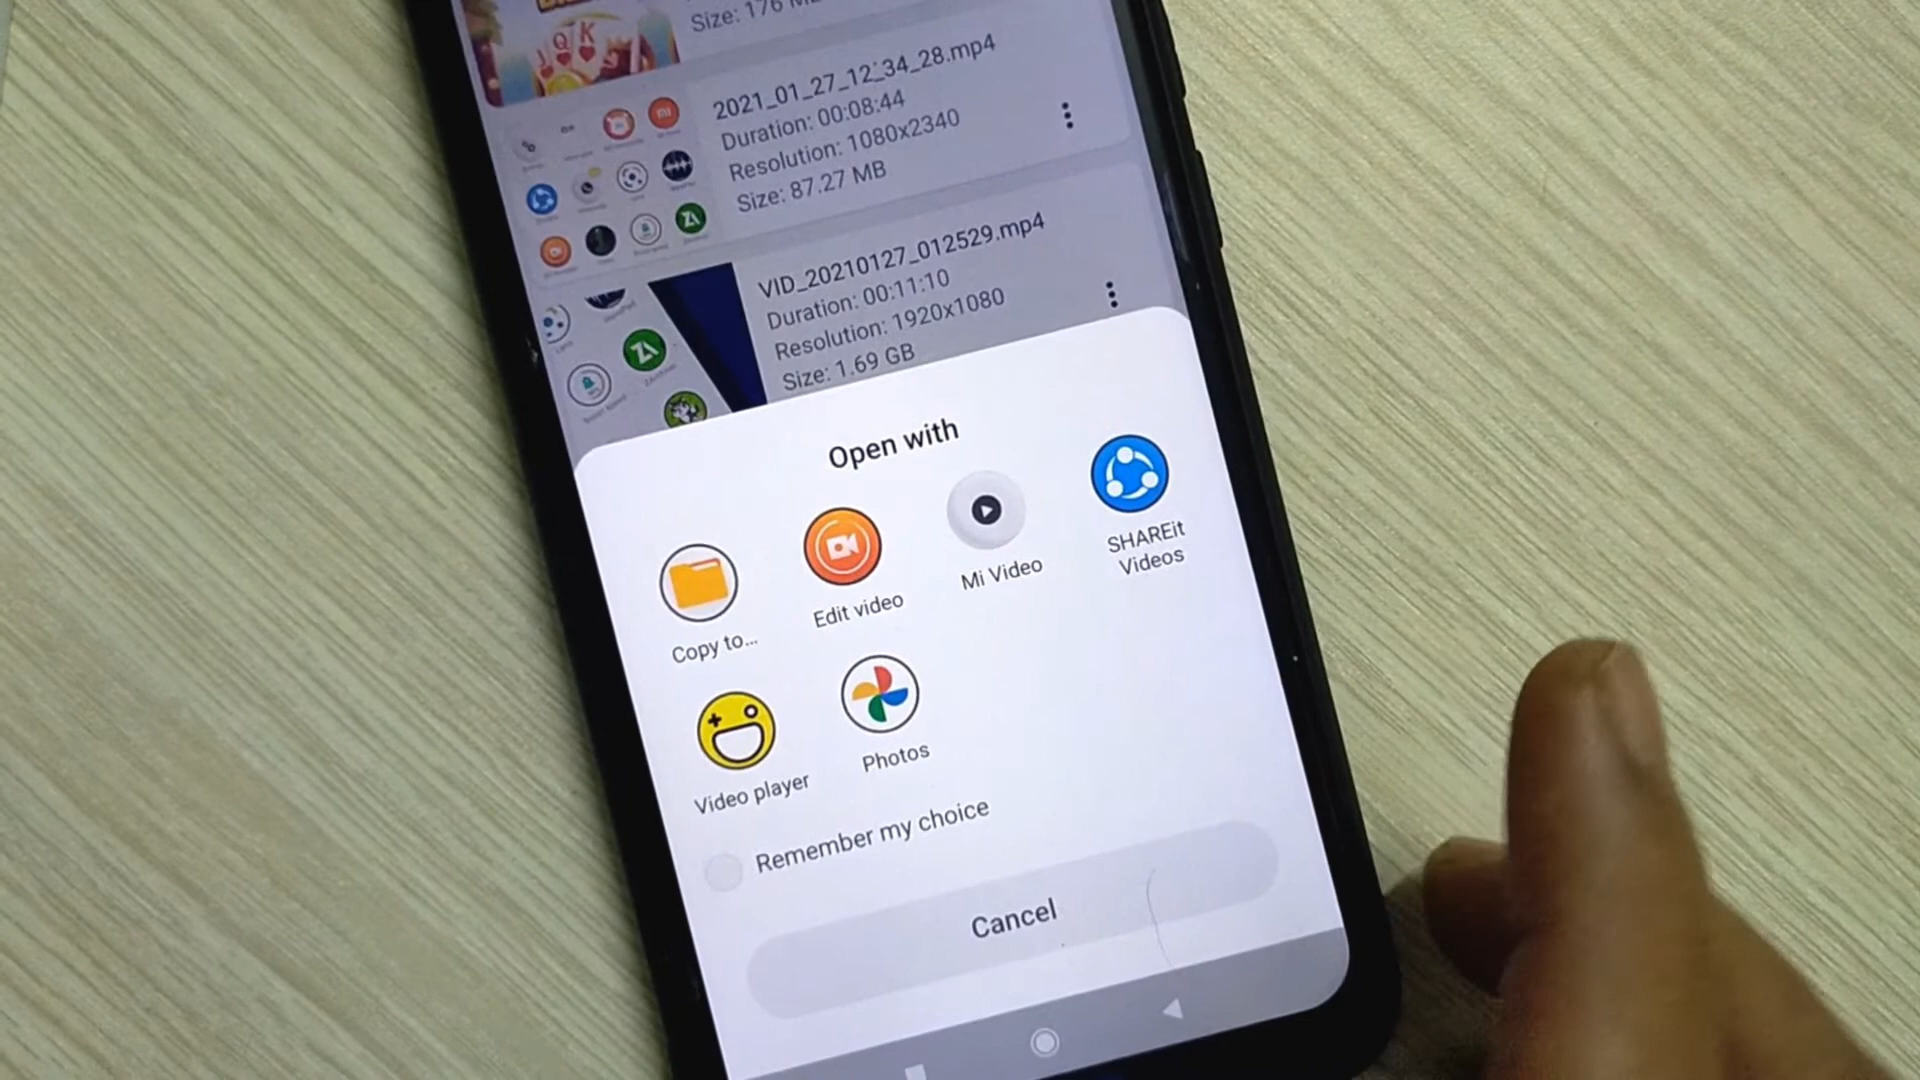 Size: 176 M
2021_01_27_12_34_28.mp4
Duration: 00:08:44
Resolution: 1080x2340
Size: 87.27 MB
VID_20210127_012529.mp4
Duration: 00:11:10
Resolution: 1920x1080
Size: 1.69 GB
Open with
Copy to...
Edit video
Mi Video
SHAREit
Videos
Video player
Photos
Remember my choice
Cancel